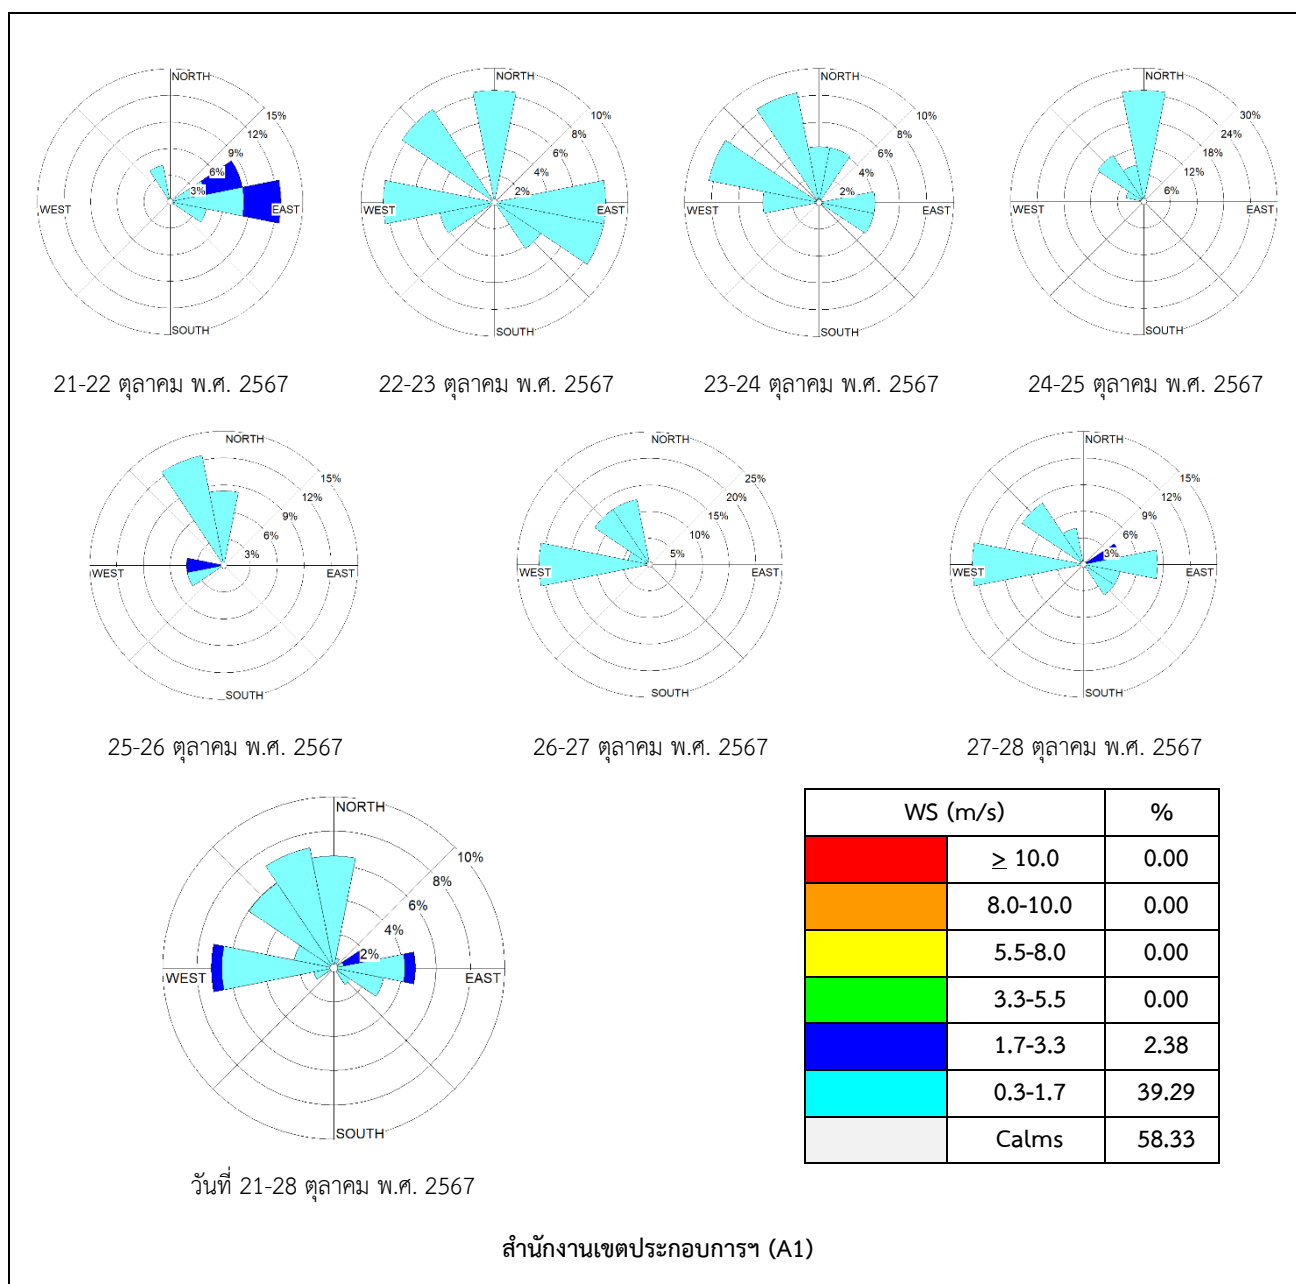 NORTH
15%
12%
9%
6%
3%
WEST
EAST
SOUTH
21-22 ตุลาคม พ.ศ. 2567
NORTH
10%
8%
6%
4%
2%
WEST
EAST
SOUTH
22-23 ตุลาคม พ.ศ. 2567
NORTH
10%
8%
6%
4%
2%
WEST
EAST
SOUTH
23-24 ตุลาคม พ.ศ. 2567
NORTH
30%
24%
18%
12%
6%
WEST
EAST
SOUTH
24-25 ตุลาคม พ.ศ. 2567
NORTH
15%
12%
9%
6%
3%
WEST
EAST
SOUTH
25-26 ตุลาคม พ.ศ. 2567
NORTH
25%
20%
15%
10%
5%
WEST
EAST
SOUTH
26-27 ตุลาคม พ.ศ. 2567
NORTH
15%
12%
9%
6%
3%
WEST
EAST
SOUTH
27-28 ตุลาคม พ.ศ. 2567
NORTH
10%
8%
6%
4%
2%
WEST
EAST
SOUTH
วันที่ 21-28 ตุลาคม พ.ศ. 2567
WS (m/s) %
≥ 10.0 0.00
8.0-10.0 0.00
5.5-8.0 0.00
3.3-5.5 0.00
1.7-3.3 2.38
0.3-1.7 39.29
Calms 58.33
สำนักงานเขตประกอบการฯ (A1)